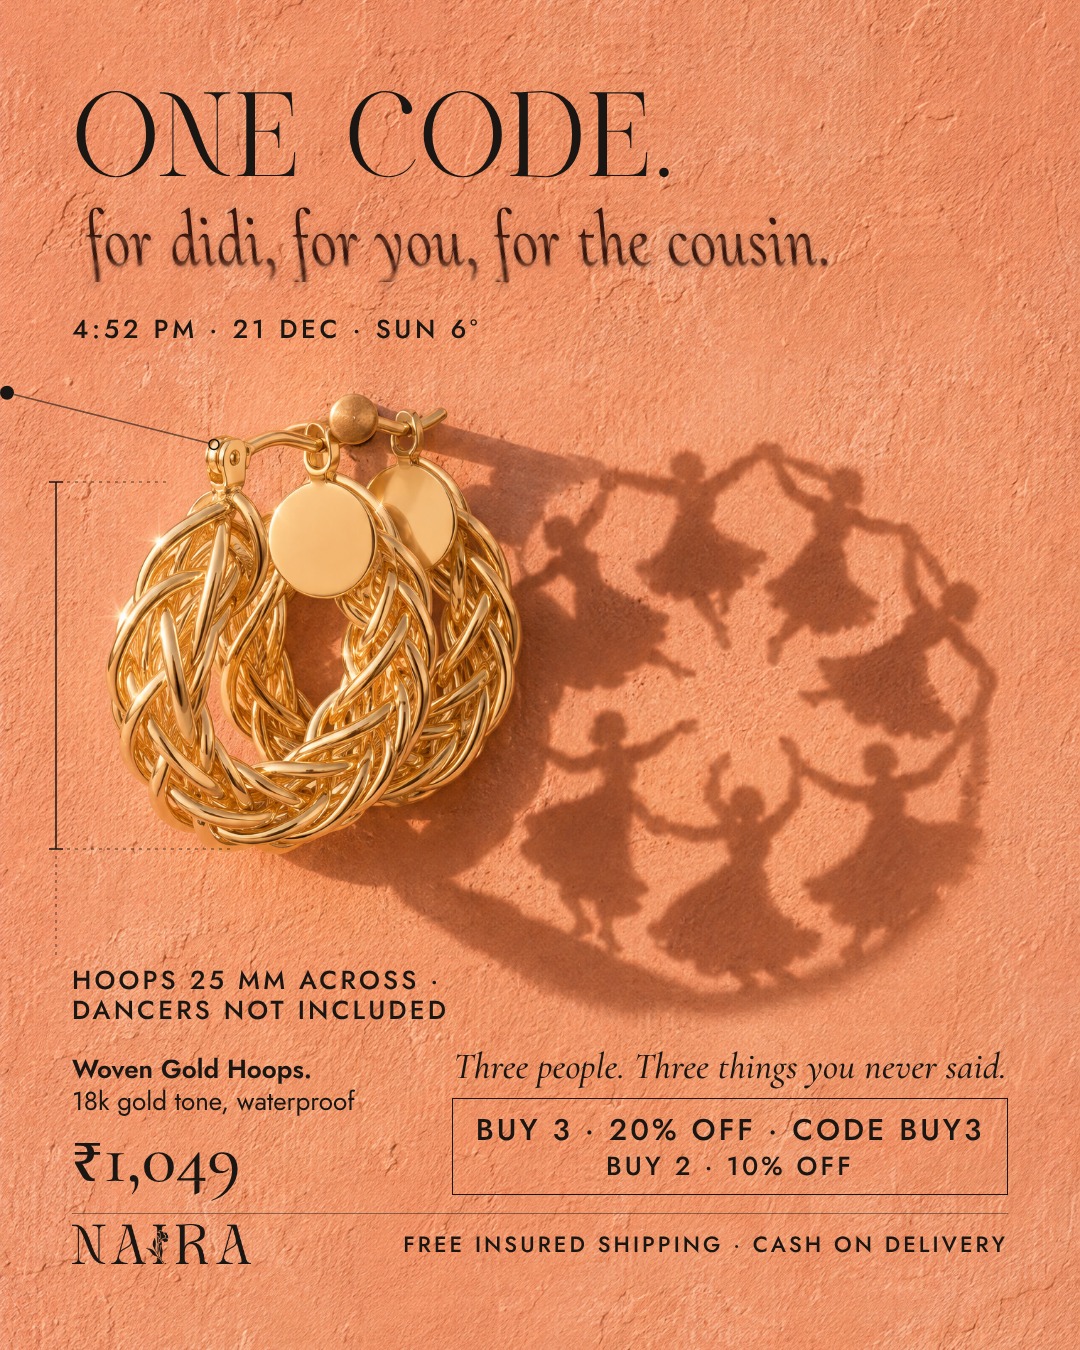 ONE CODE.
for didi, for you, for the cousin.
4:52 PM · 21 DEC · SUN 6°
HOOPS 25 MM ACROSS ·
DANCERS NOT INCLUDED
Woven Gold Hoops.
18k gold tone, waterproof
₹1,049
Three people. Three things you never said.
BUY 3 · 20% OFF · CODE BUY3
BUY 2 · 10% OFF
NAIRA
FREE INSURED SHIPPING · CASH ON DELIVERY